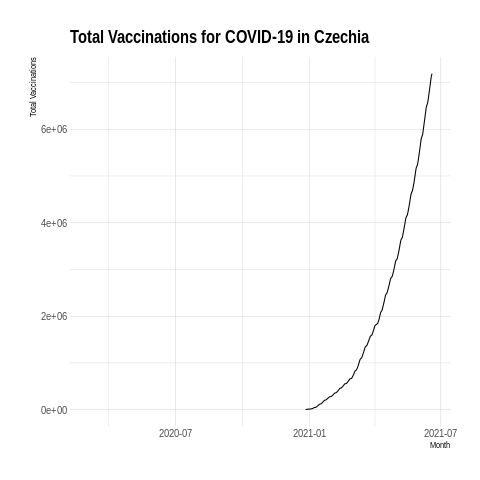 Total Vaccinations for COVID-19 in Czechia
Total Vaccinations
6e+06
4e+06
2e+06
0e+00
2020-07
2021-01
2021-07
Month